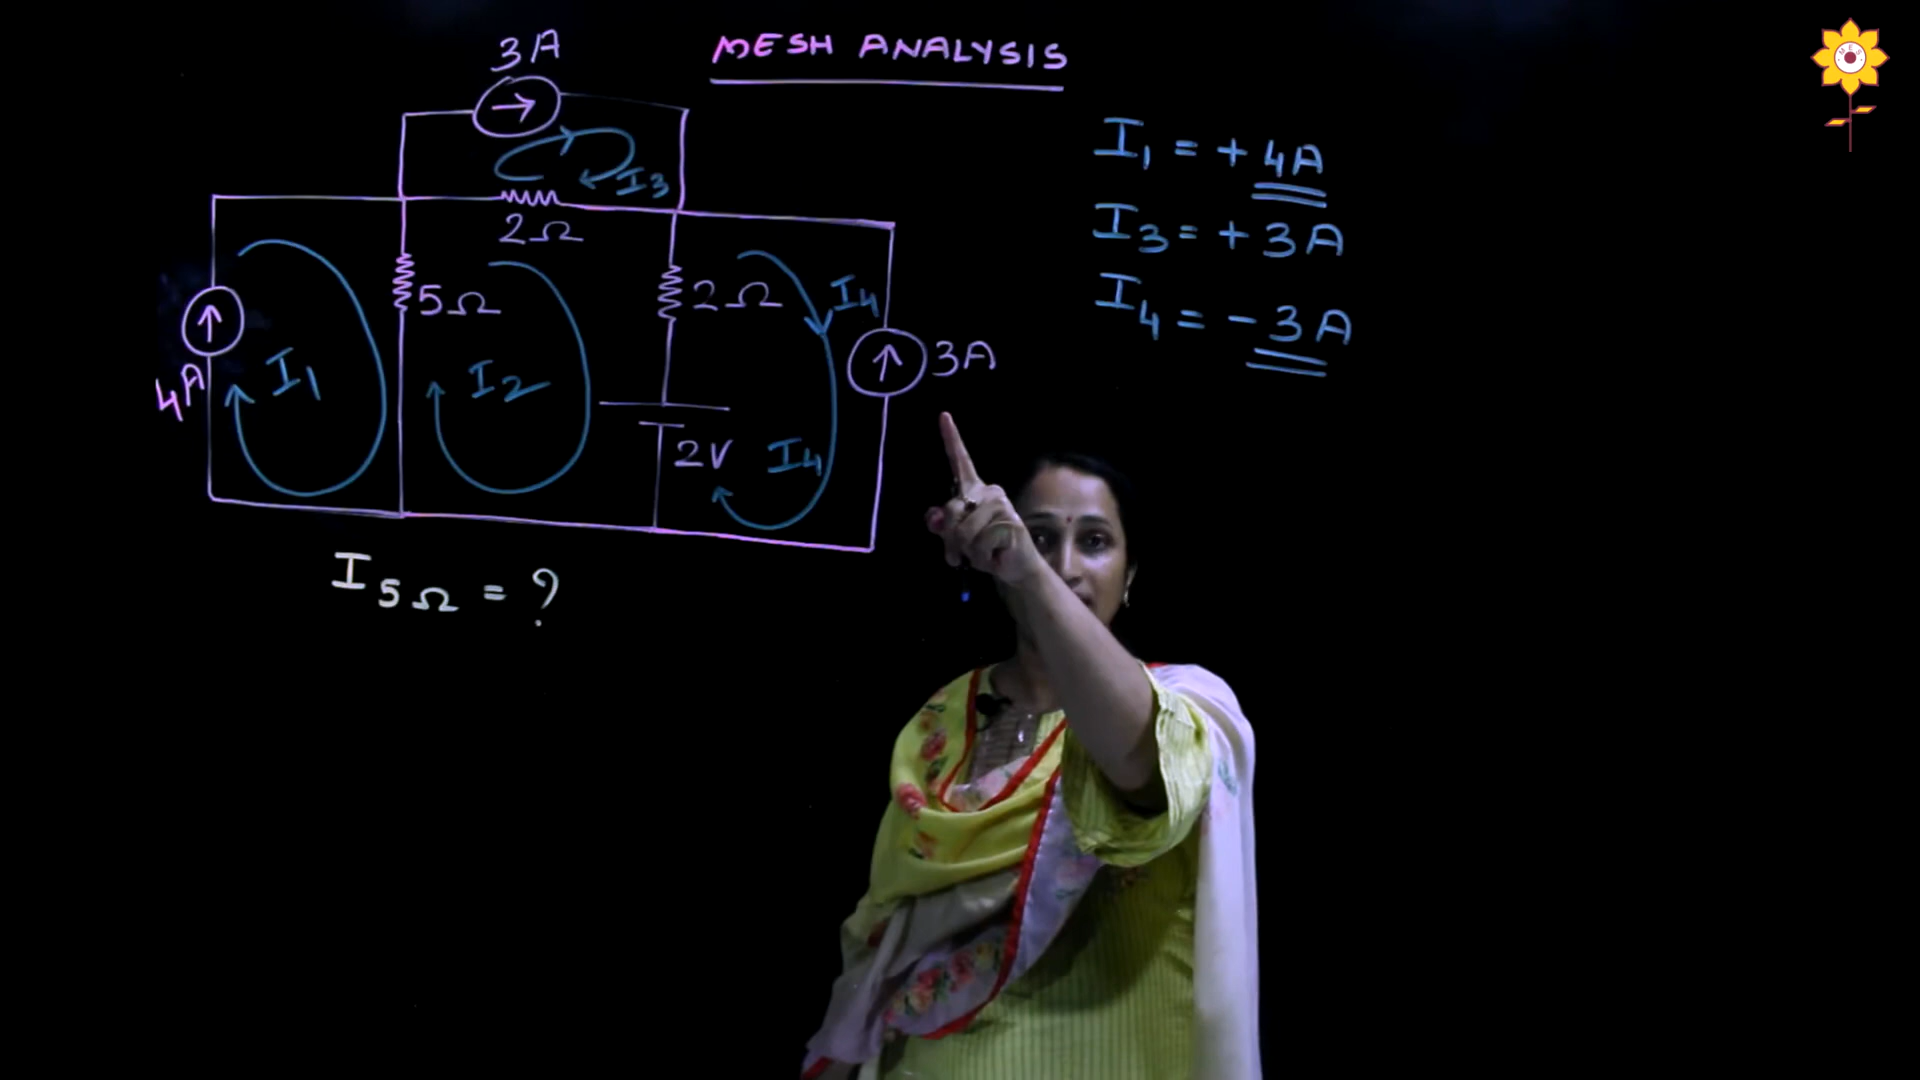 MESH ANALYSIS
3A
I3
2Ω
4A
I1
5Ω
I2
2Ω
2V
I4
I4
3A
I5Ω = ?
I1 = + 4A
I3 = + 3A
I4 = - 3A
MES